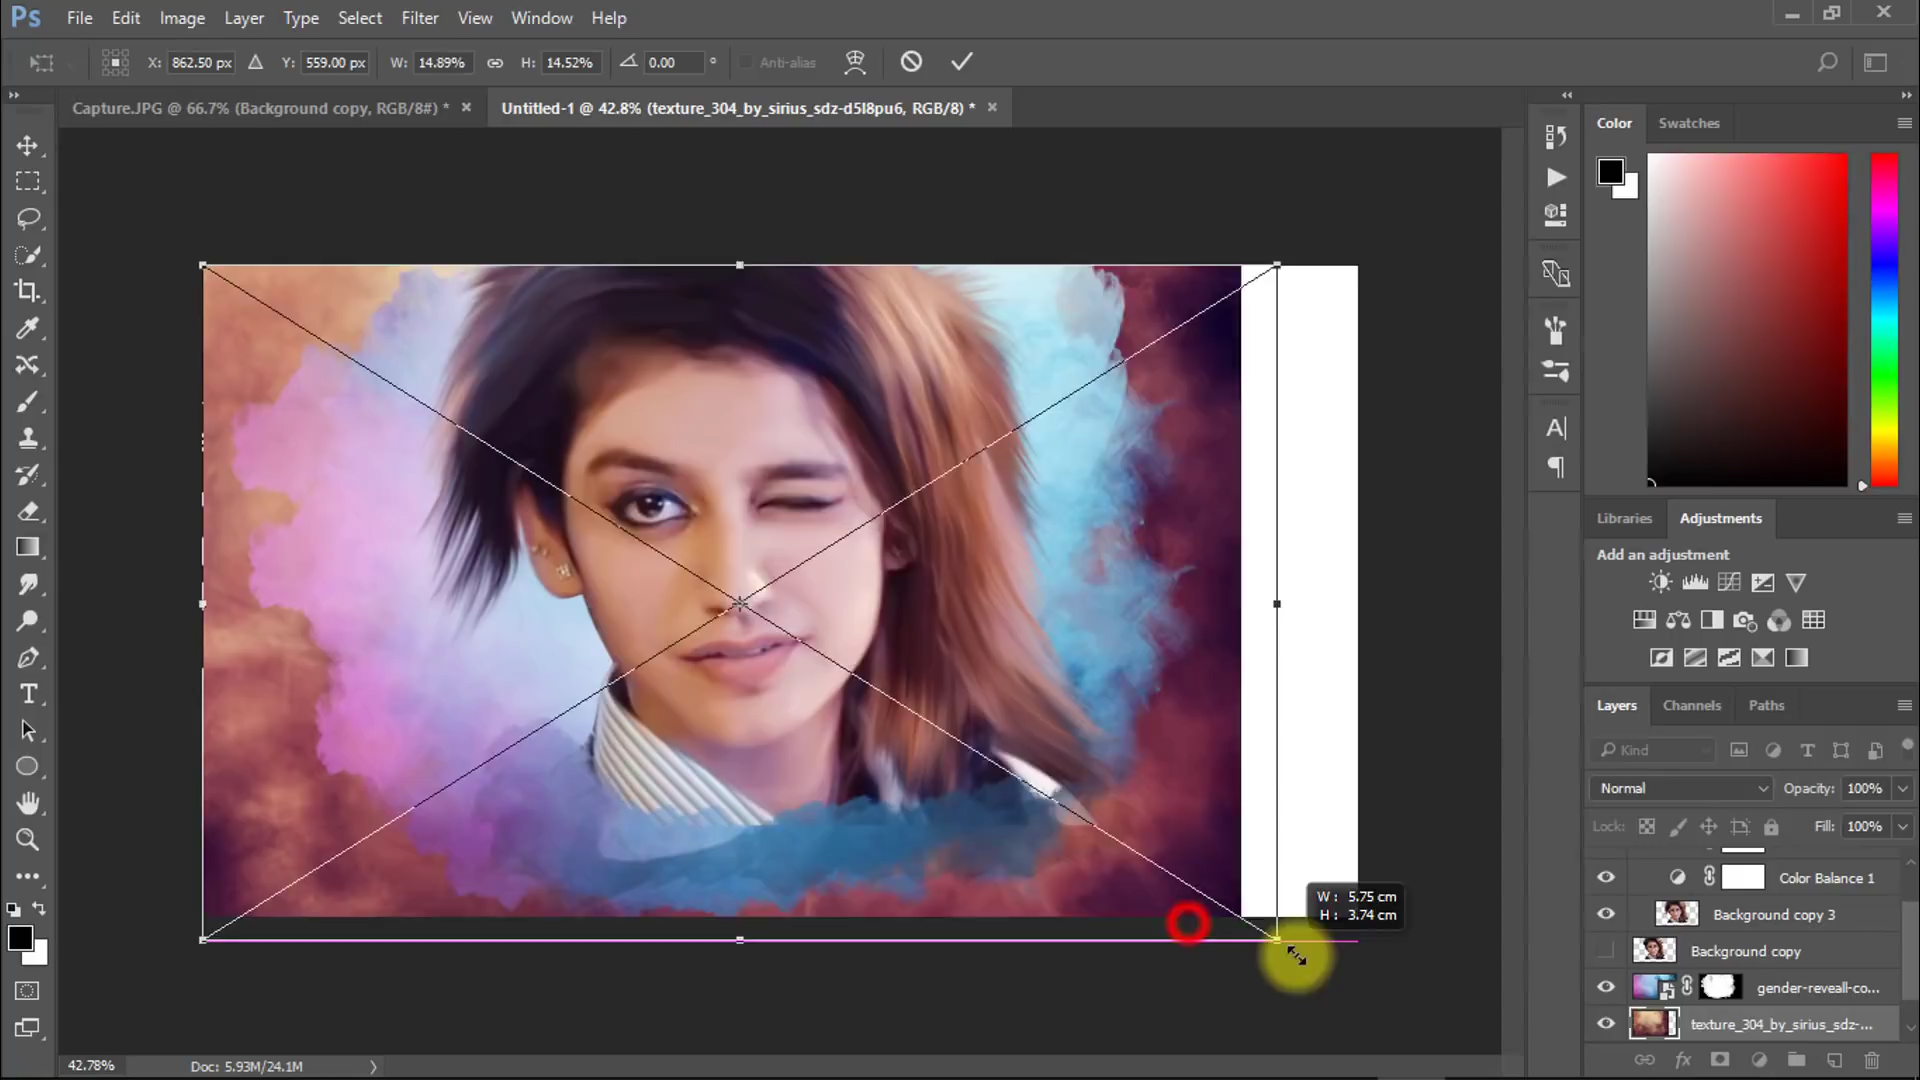 Ps File Edit Image Layer Type Select Filter View Window Help
X: 862.50 px Y: 559.00 px W: 14.89% H: 14.52% 0.00 ° Anti-alias
Capture.JPG @ 66.7% (Background copy, RGB/8#) * Untitled-1 @ 42.8% (texture_304_by_sirius_sdz-d5l8pu6, RGB/8) *
Color Swatches
Libraries Adjustments
Add an adjustment
Layers Channels Paths
Kind
Normal Opacity: 100%
Lock: Fill: 100%
Color Balance 1
Background copy 3
Background copy
gender-reveall-co...
texture_304_by_sirius_sdz-...
W : 5.75 cm
H : 3.74 cm
42.78% Doc: 5.93M/24.1M